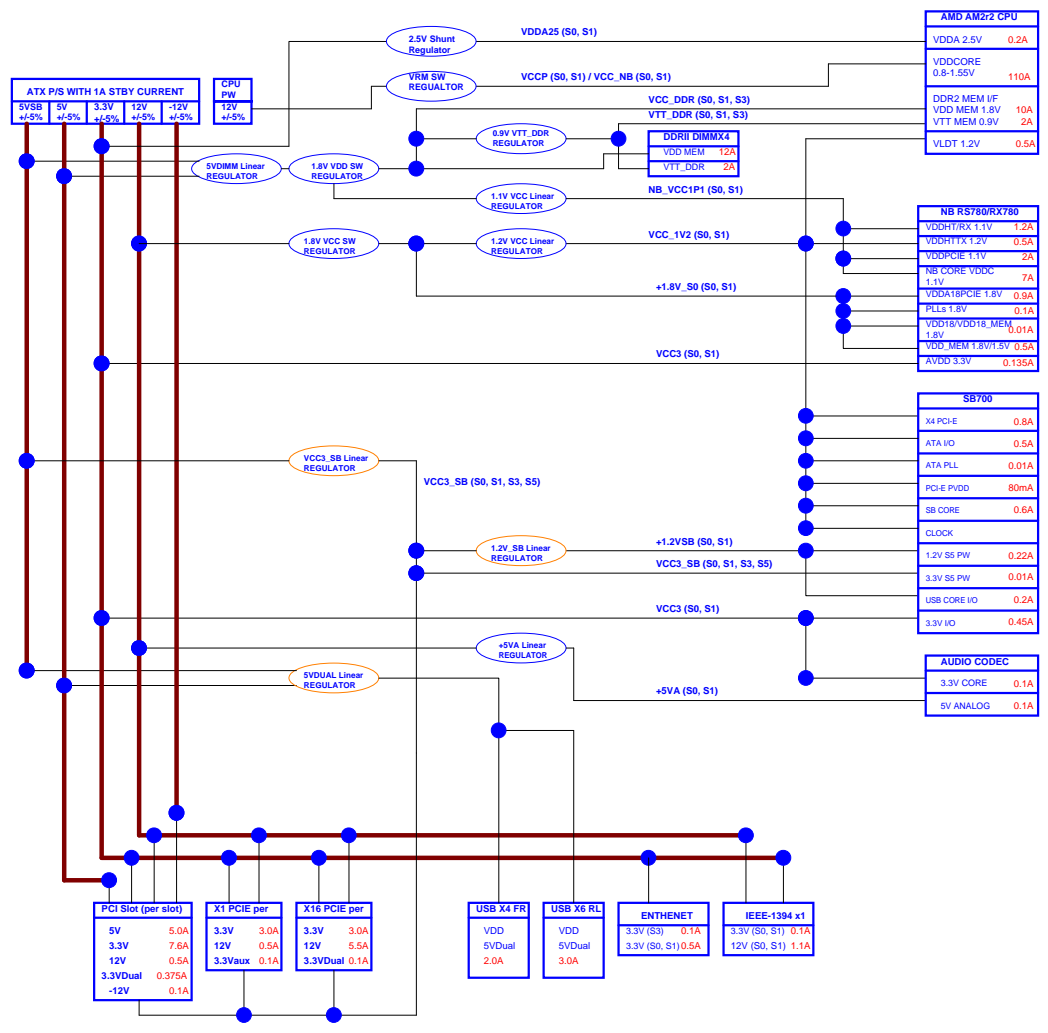 AMD AM2r2 CPU
VDDA 2.5V 0.2A
VDDCORE
0.8-1.55V 110A
DDR2 MEM I/F
VDD MEM 1.8V 10A
VTT MEM 0.9V 2A
VLDT 1.2V 0.5A
2.5V Shunt
Regulator
VDDA25 (S0, S1)
VRM SW
REGUALTOR
VCCP (S0, S1) / VCC_NB (S0, S1)
ATX P/S WITH 1A STBY CURRENT
5VSB 5V 3.3V 12V -12V
+/-5% +/-5% +/-5% +/-5% +/-5%
CPU
PW
12V
+/-5%
VCC_DDR (S0, S1, S3)
VTT_DDR (S0, S1, S3)
0.9V VTT_DDR
REGULATOR
DDRII DIMMX4
VDD MEM 12A
VTT_DDR 2A
5VDIMM Linear
REGULATOR
1.8V VDD SW
REGULATOR
1.1V VCC Linear
REGULATOR
NB_VCC1P1 (S0, S1)
1.8V VCC SW
REGULATOR
1.2V VCC Linear
REGULATOR
VCC_1V2 (S0, S1)
+1.8V_S0 (S0, S1)
VCC3 (S0, S1)
NB RS780/RX780
VDDHT/RX 1.1V 1.2A
VDDHTTX 1.2V 0.5A
VDDPCIE 1.1V 2A
NB CORE VDDC
1.1V 7A
VDDA18PCIE 1.8V 0.9A
PLLs 1.8V 0.1A
VDD18/VDD18_MEM
1.8V 0.01A
VDD_MEM 1.8V/1.5V 0.5A
AVDD 3.3V 0.135A
SB700
X4 PCI-E 0.8A
ATA I/O 0.5A
ATA PLL 0.01A
PCI-E PVDD 80mA
SB CORE 0.6A
CLOCK
1.2V S5 PW 0.22A
3.3V S5 PW 0.01A
USB CORE I/O 0.2A
3.3V I/O 0.45A
VCC3_SB Linear
REGULATOR
VCC3_SB (S0, S1, S3, S5)
1.2V_SB Linear
REGULATOR
+1.2VSB (S0, S1)
VCC3_SB (S0, S1, S3, S5)
VCC3 (S0, S1)
+5VA Linear
REGULATOR
5VDUAL Linear
REGULATOR
+5VA (S0, S1)
AUDIO CODEC
3.3V CORE 0.1A
5V ANALOG 0.1A
PCI Slot (per slot)
5V 5.0A
3.3V 7.6A
12V 0.5A
3.3VDual 0.375A
-12V 0.1A
X1 PCIE per
3.3V 3.0A
12V 0.5A
3.3Vaux 0.1A
X16 PCIE per
3.3V 3.0A
12V 5.5A
3.3VDual 0.1A
USB X4 FR
VDD
5VDual
2.0A
USB X6 RL
VDD
5VDual
3.0A
ENTHENET
3.3V (S3) 0.1A
3.3V (S0, S1) 0.5A
IEEE-1394 x1
3.3V (S0, S1) 0.1A
12V (S0, S1) 1.1A